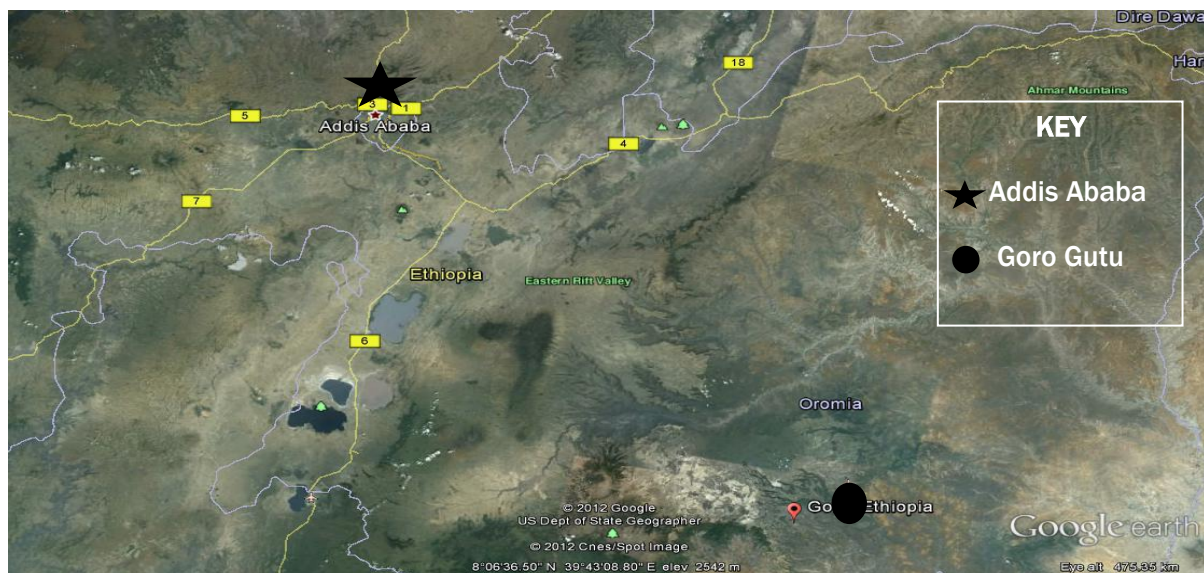 Dire Dawa
18
Har
Ahmar Mountains
3
1
5
Addis Ababa
KEY
4
Addis Ababa
7
Goro Gutu
Ethiopia
Eastern Rift Valley
6
Oromia
© 2012 Google
US Dept of State Geographer
Ethiopia
© 2012 Cnes/Spot Image
Google earth
8°06'36.50" N 39°43'08.80" E elev 2542 m
Eye alt 475.35 km